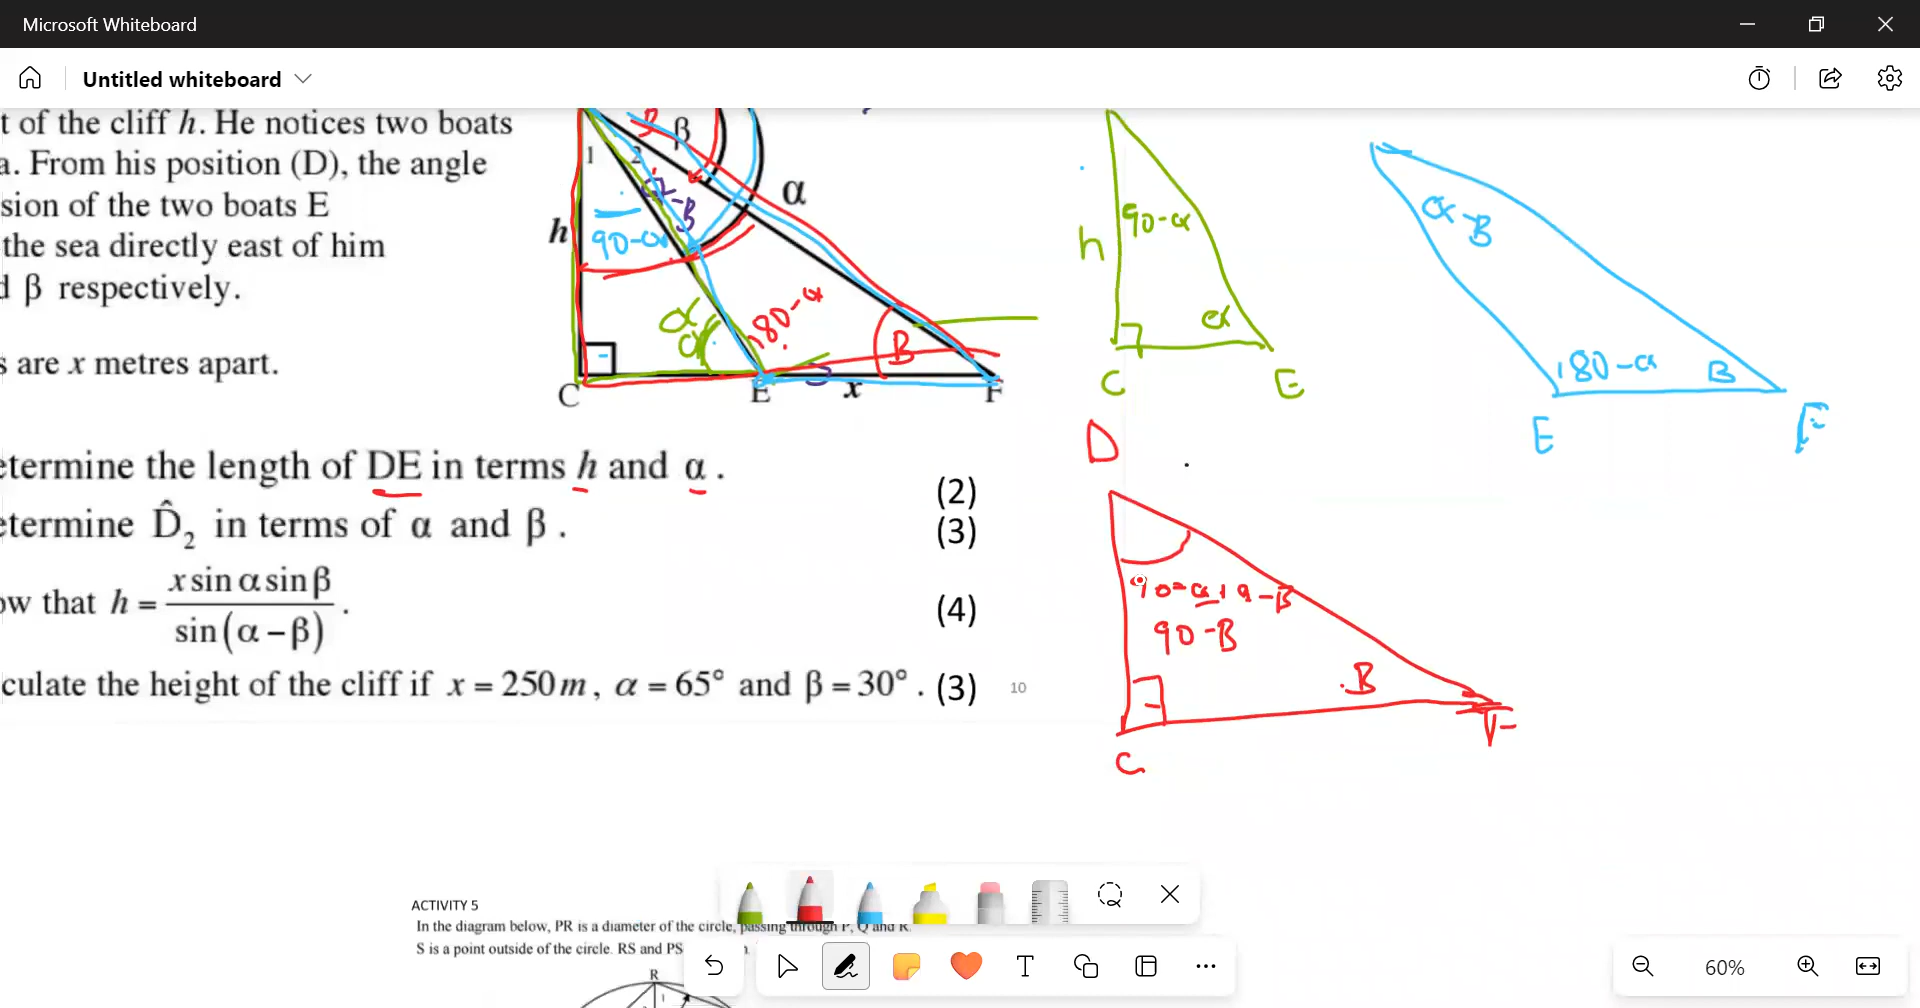 Microsoft Whiteboard
Untitled whiteboard
t of the cliff h. He notices two boats
a. From his position (D), the angle
sion of the two boats E
the sea directly east of him
d β respectively.
s are x metres apart.
B
β
1
2
α
α-B
h
90-α
α
α
180-α
B
C
E
x
F
h
90-α
α
C
E
α-B
180-α
B
E
F
etermine the length of DE in terms h and α.
(2)
etermine D̂₂ in terms of α and β.
(3)
ow that h = x sin α sin β / sin(α − β).
(4)
culate the height of the cliff if x = 250m, α = 65° and β = 30°. (3)
10
D
90-α+α-B
90-B
B
C
F
ACTIVITY 5
In the diagram below, PR is a diameter of the circle, passing through P, Q and R.
S is a point outside of the circle. RS and PS
R
T
60%